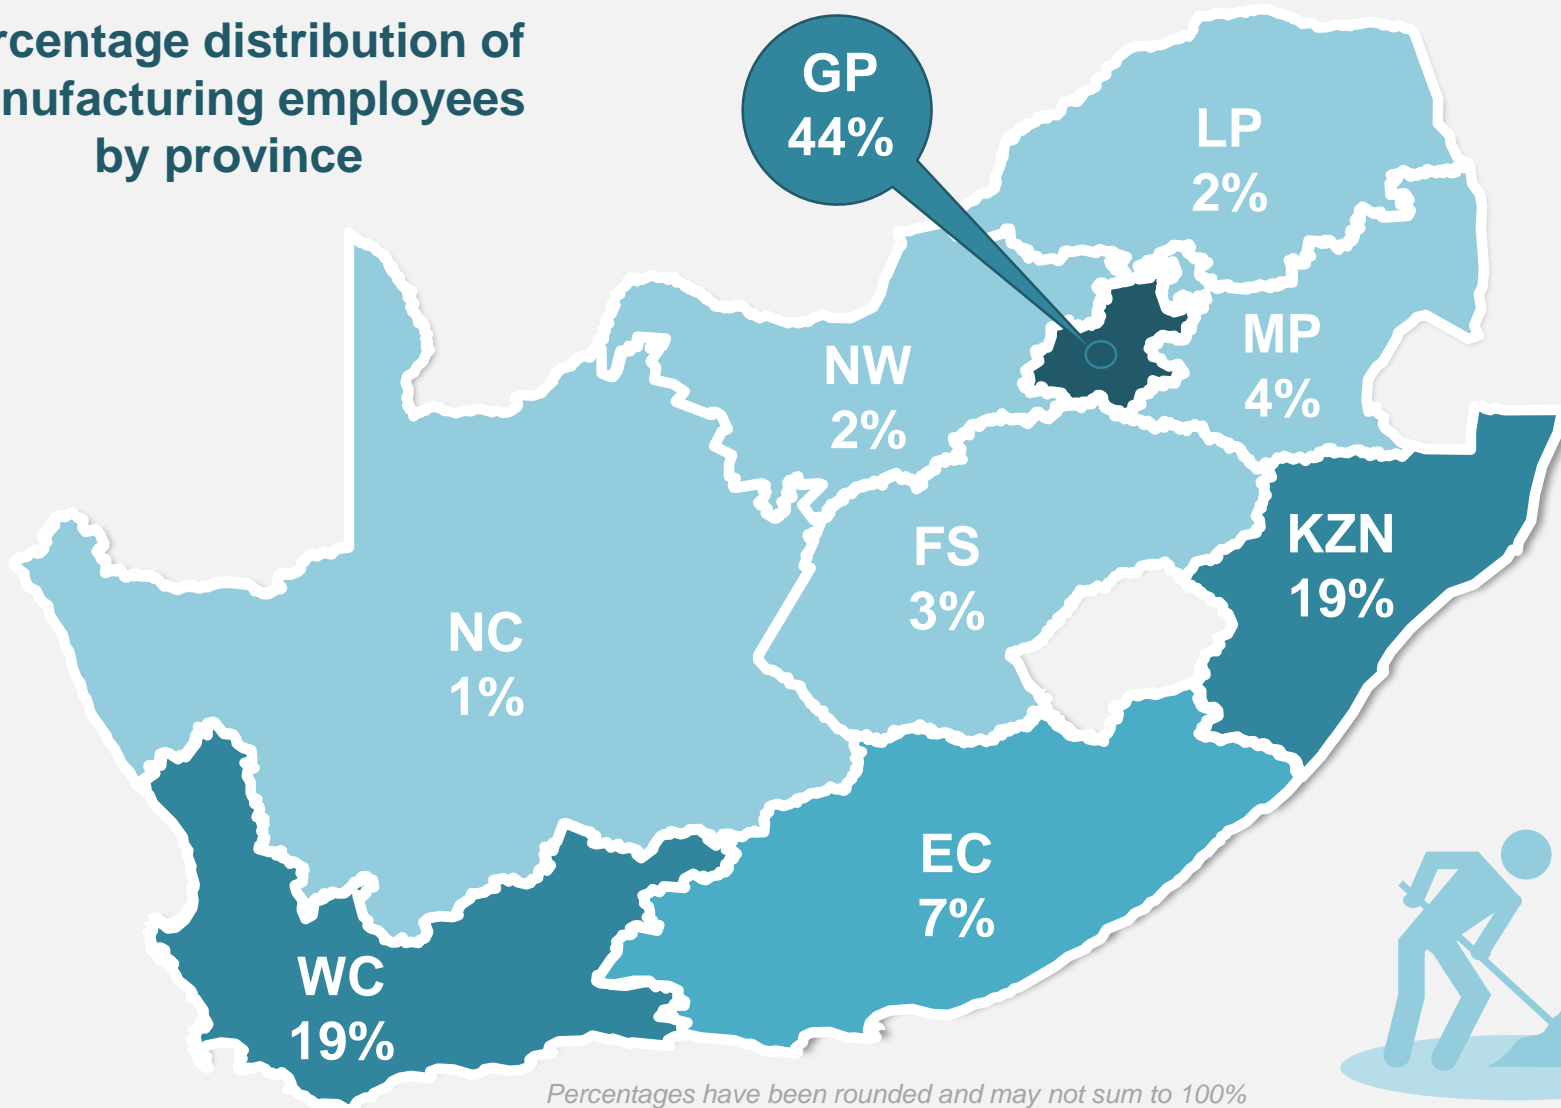 rcentage distribution of
nufacturing employees
by province
GP
44%
LP
2%
MP
4%
NW
2%
KZN
19%
FS
3%
NC
1%
EC
7%
WC
19%
Percentages have been rounded and may not sum to 100%